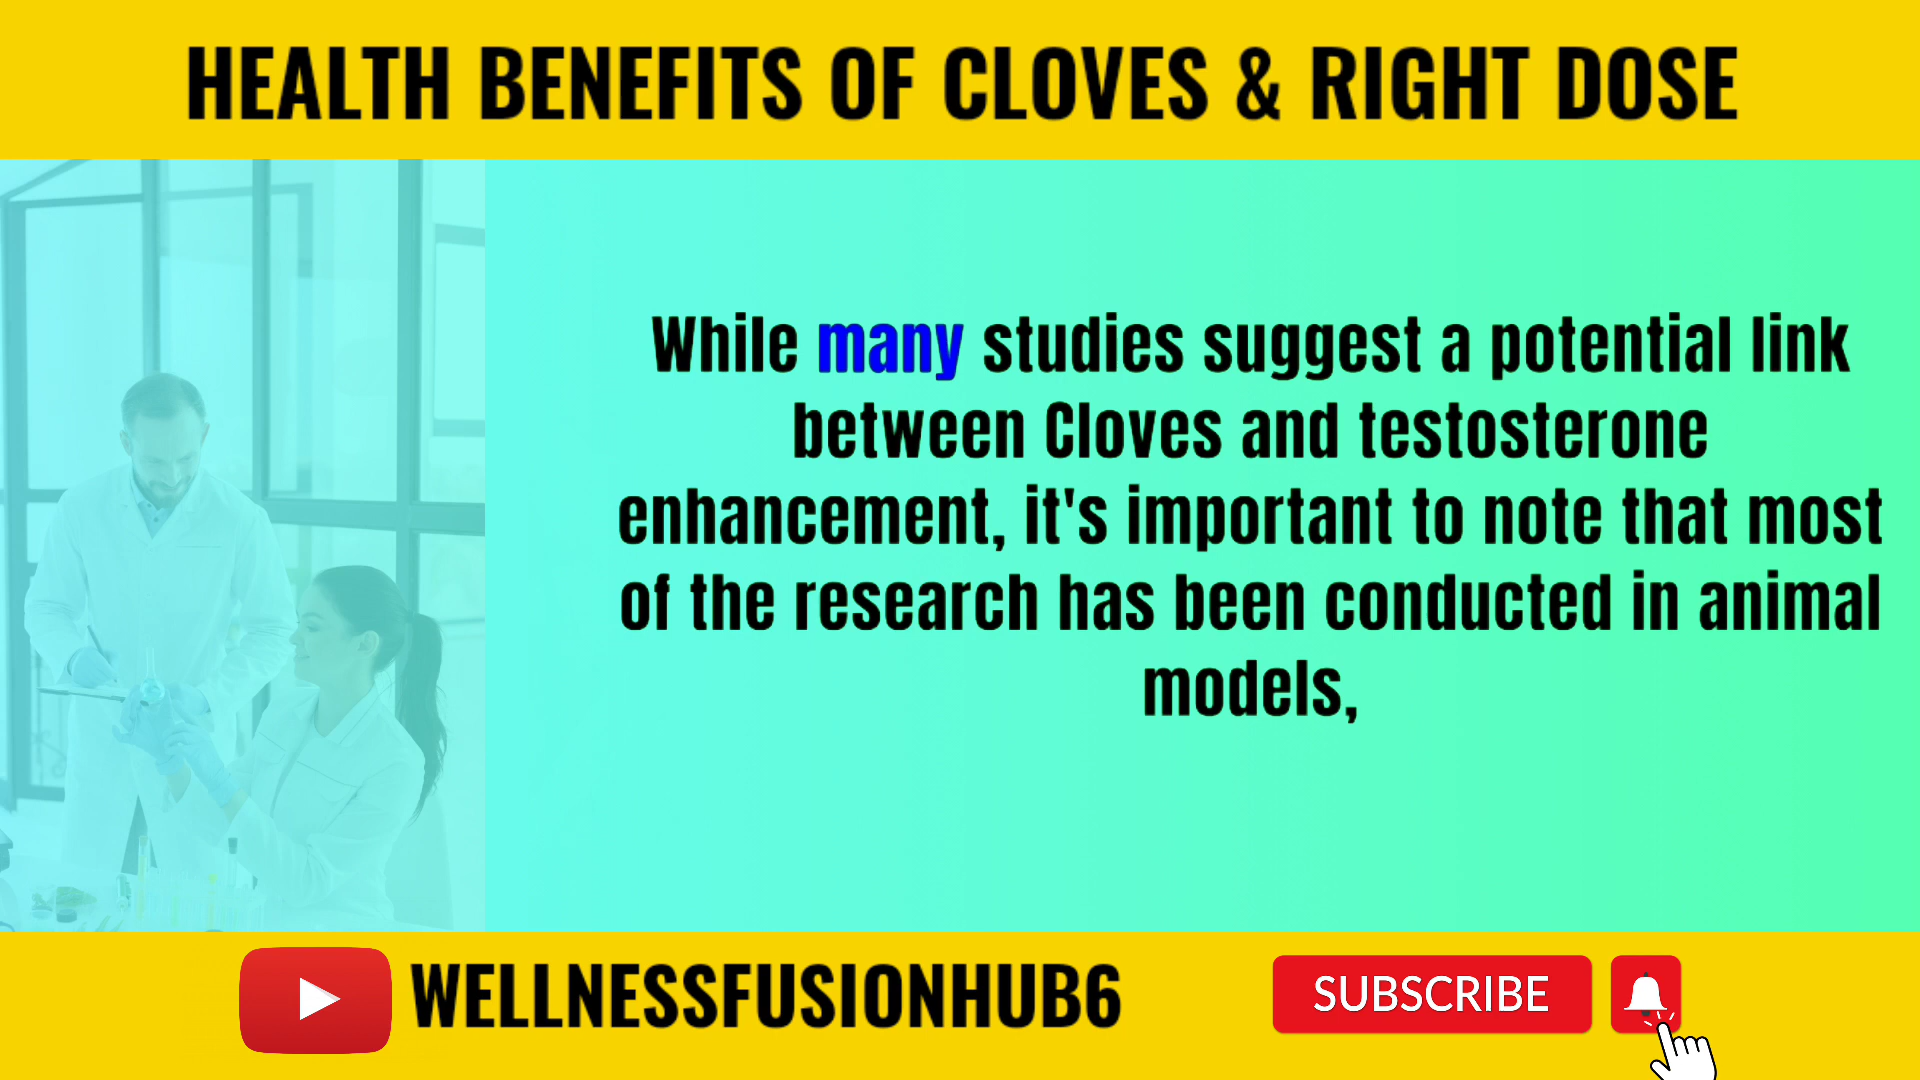 HEALTH BENEFITS OF CLOVES & RIGHT DOSE
While many studies suggest a potential link
between Cloves and testosterone
enhancement, it's important to note that most
of the research has been conducted in animal
models,
WELLNESSFUSIONHUB6
SUBSCRIBE